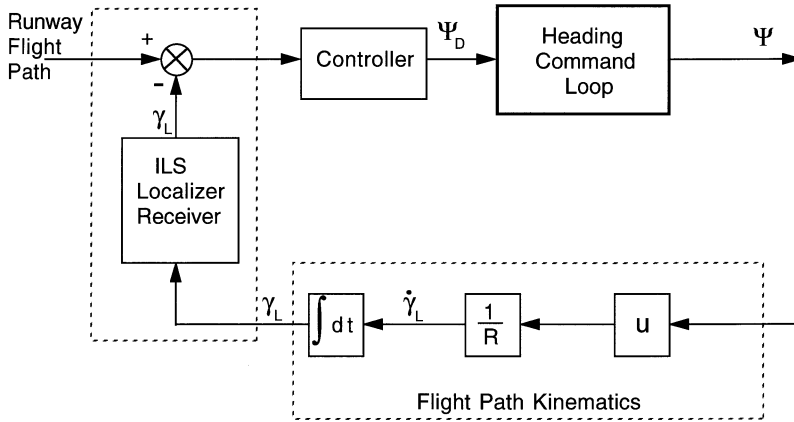 Runway
Flight
Path
+
-
γL
ILS
Localizer
Receiver
Controller
ΨD
Heading
Command
Loop
Ψ
γL
∫ dt
γ̇L
1
R
u
Flight Path Kinematics